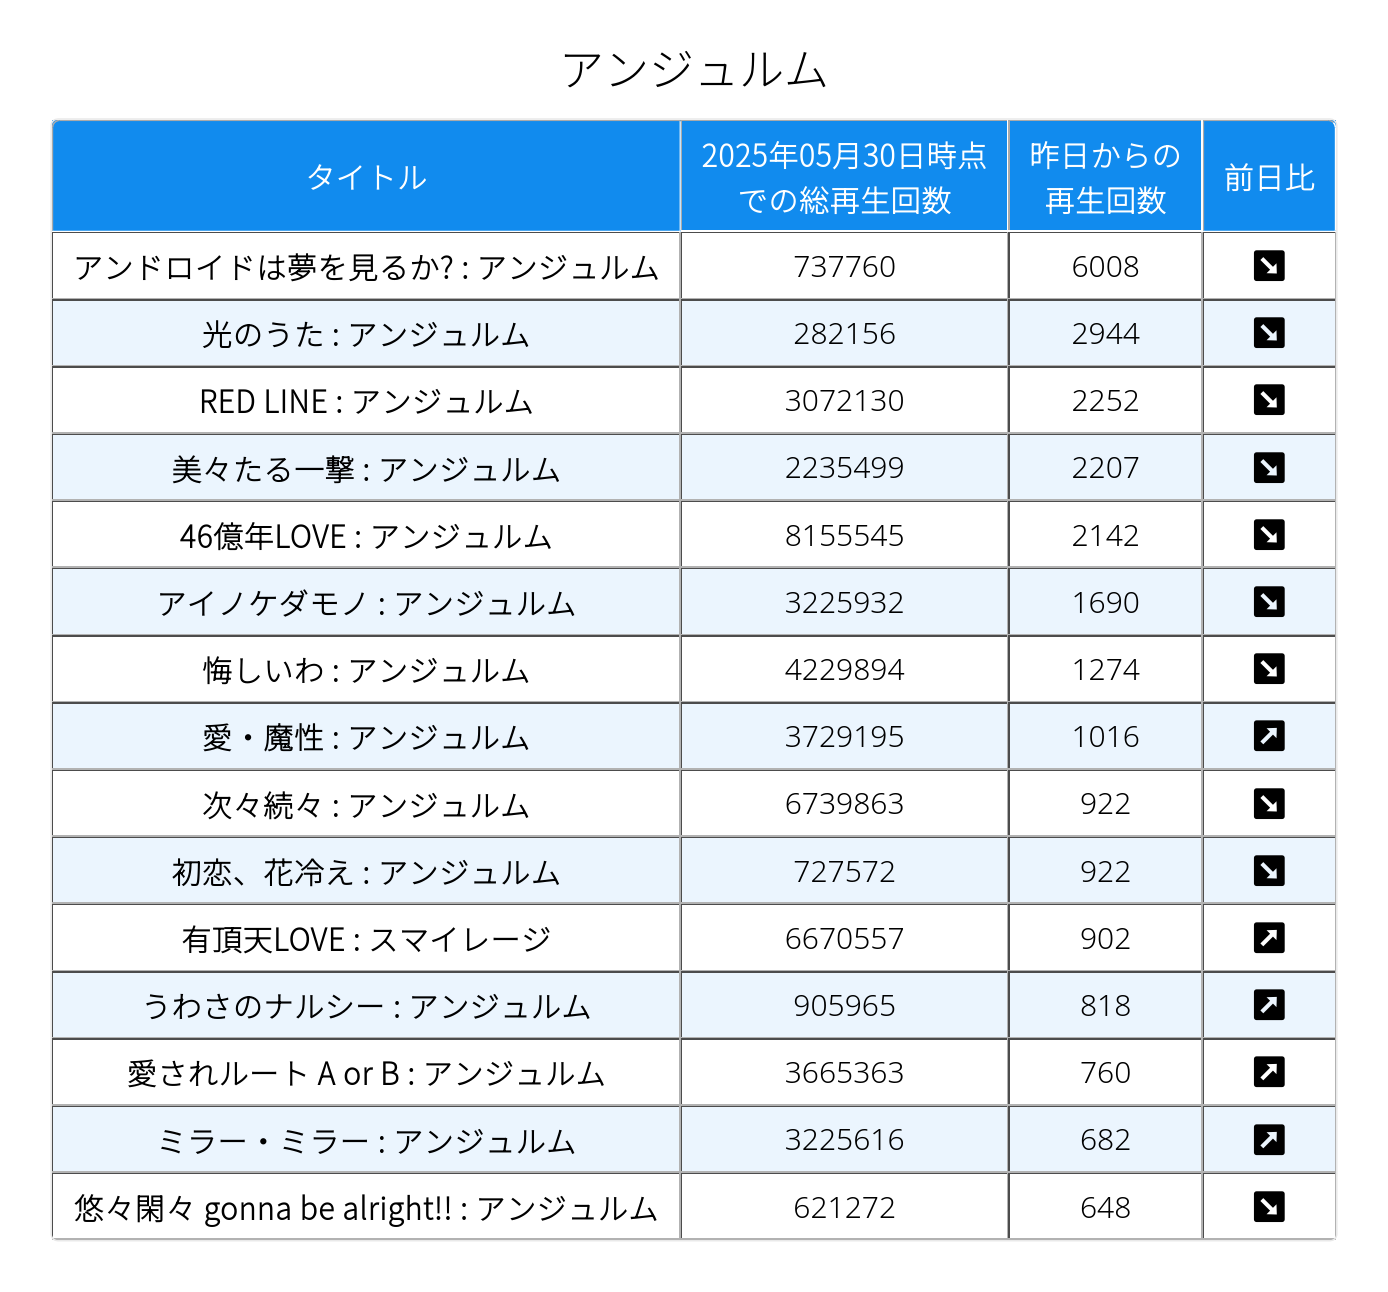 アンジュルム
タイトル 2025年05月30日時点での総再生回数 昨日からの再生回数 前日比
アンドロイドは夢を見るか? : アンジュルム 737760 6008 ↘
光のうた : アンジュルム 282156 2944 ↘
RED LINE : アンジュルム 3072130 2252 ↘
美々たる一撃 : アンジュルム 2235499 2207 ↘
46億年LOVE : アンジュルム 8155545 2142 ↘
アイノケダモノ : アンジュルム 3225932 1690 ↘
悔しいわ : アンジュルム 4229894 1274 ↘
愛・魔性 : アンジュルム 3729195 1016 ↗
次々続々 : アンジュルム 6739863 922 ↘
初恋、花冷え : アンジュルム 727572 922 ↘
有頂天LOVE : スマイレージ 6670557 902 ↗
うわさのナルシー : アンジュルム 905965 818 ↗
愛されルート A or B : アンジュルム 3665363 760 ↗
ミラー・ミラー : アンジュルム 3225616 682 ↗
悠々閑々 gonna be alright!! : アンジュルム 621272 648 ↘